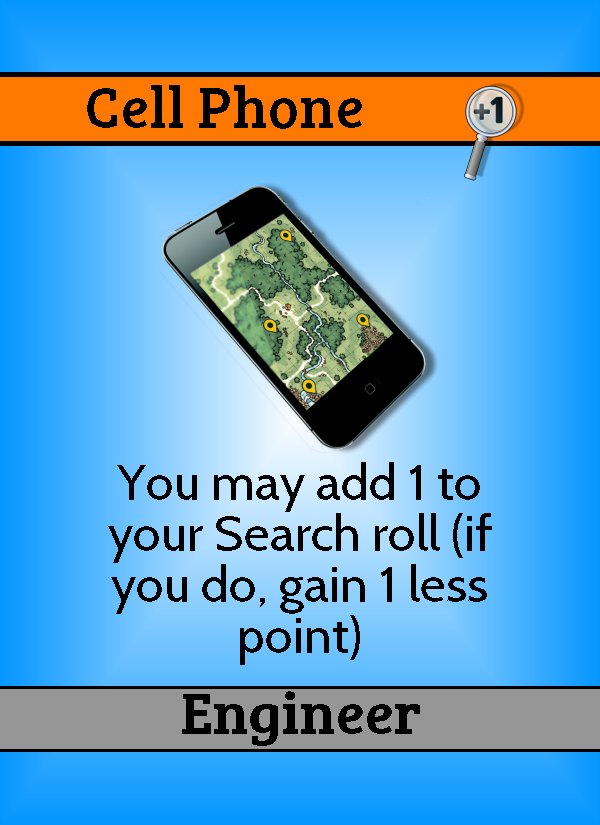 Cell Phone
+1
You may add 1 to
your Search roll (if
you do, gain 1 less
point)
Engineer